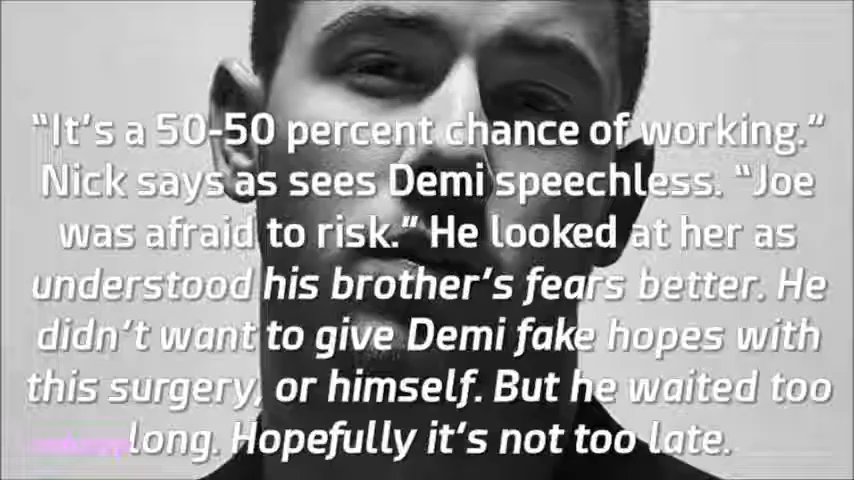 “It’s a 50-50 percent chance of working.”
Nick says as sees Demi speechless. “Joe
was afraid to risk.” He looked at her as
understood his brother’s fears better. He
didn’t want to give Demi fake hopes with
this surgery, or himself. But he waited too
long. Hopefully it’s not too late.